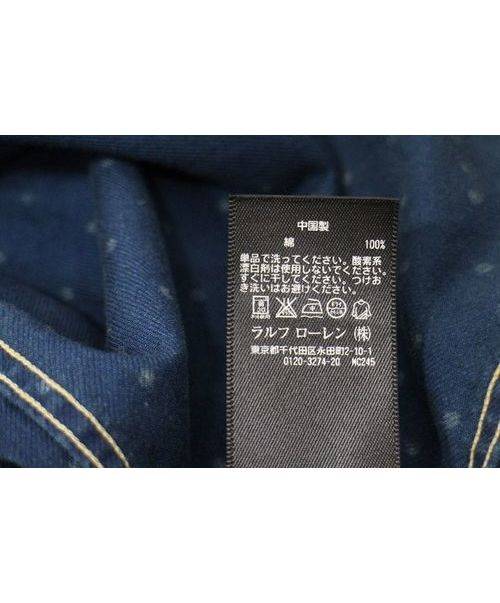 中国製
綿 100%
単品で洗ってください。酸素系
漂白剤は使用しないでください。
すぐに干してください。つけお
き洗いはお避けください。
ラルフ ローレン (株)
東京都千代田区永田町2-10-1
0120-3274-20 MC245